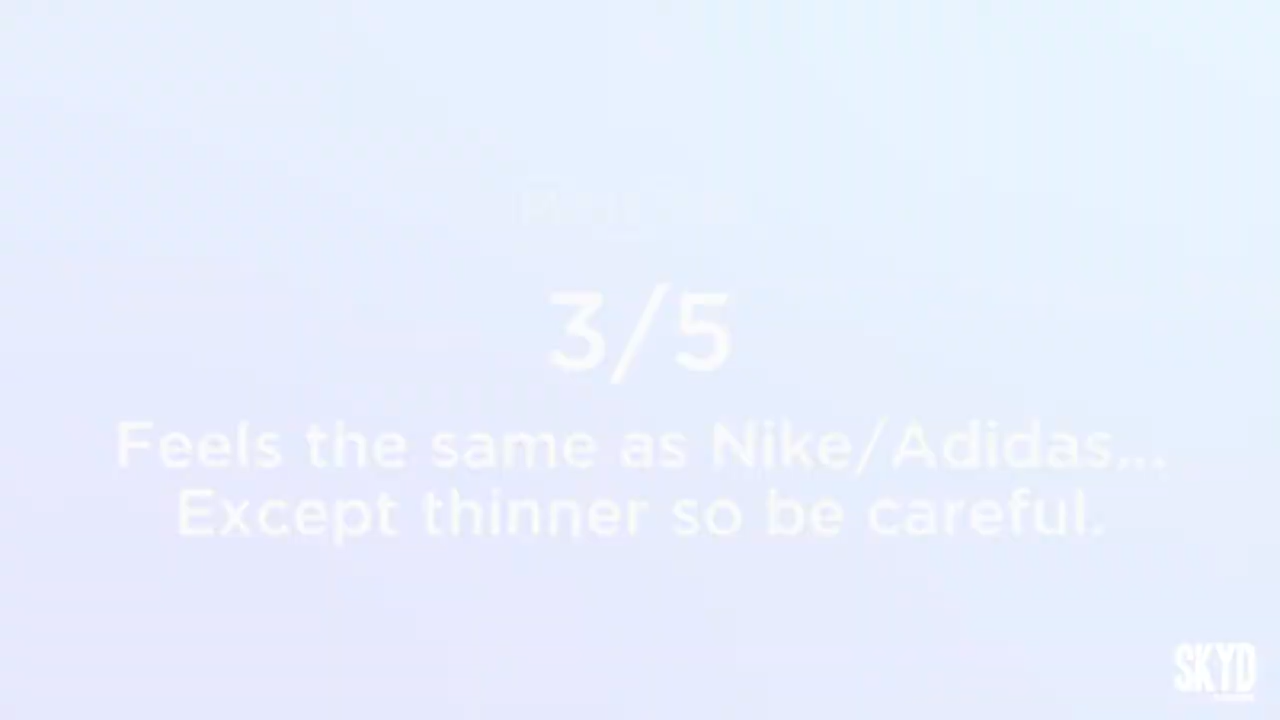 3/5
Feels the same as Nike/Adidas...
Except thinner so be careful.
SKYD